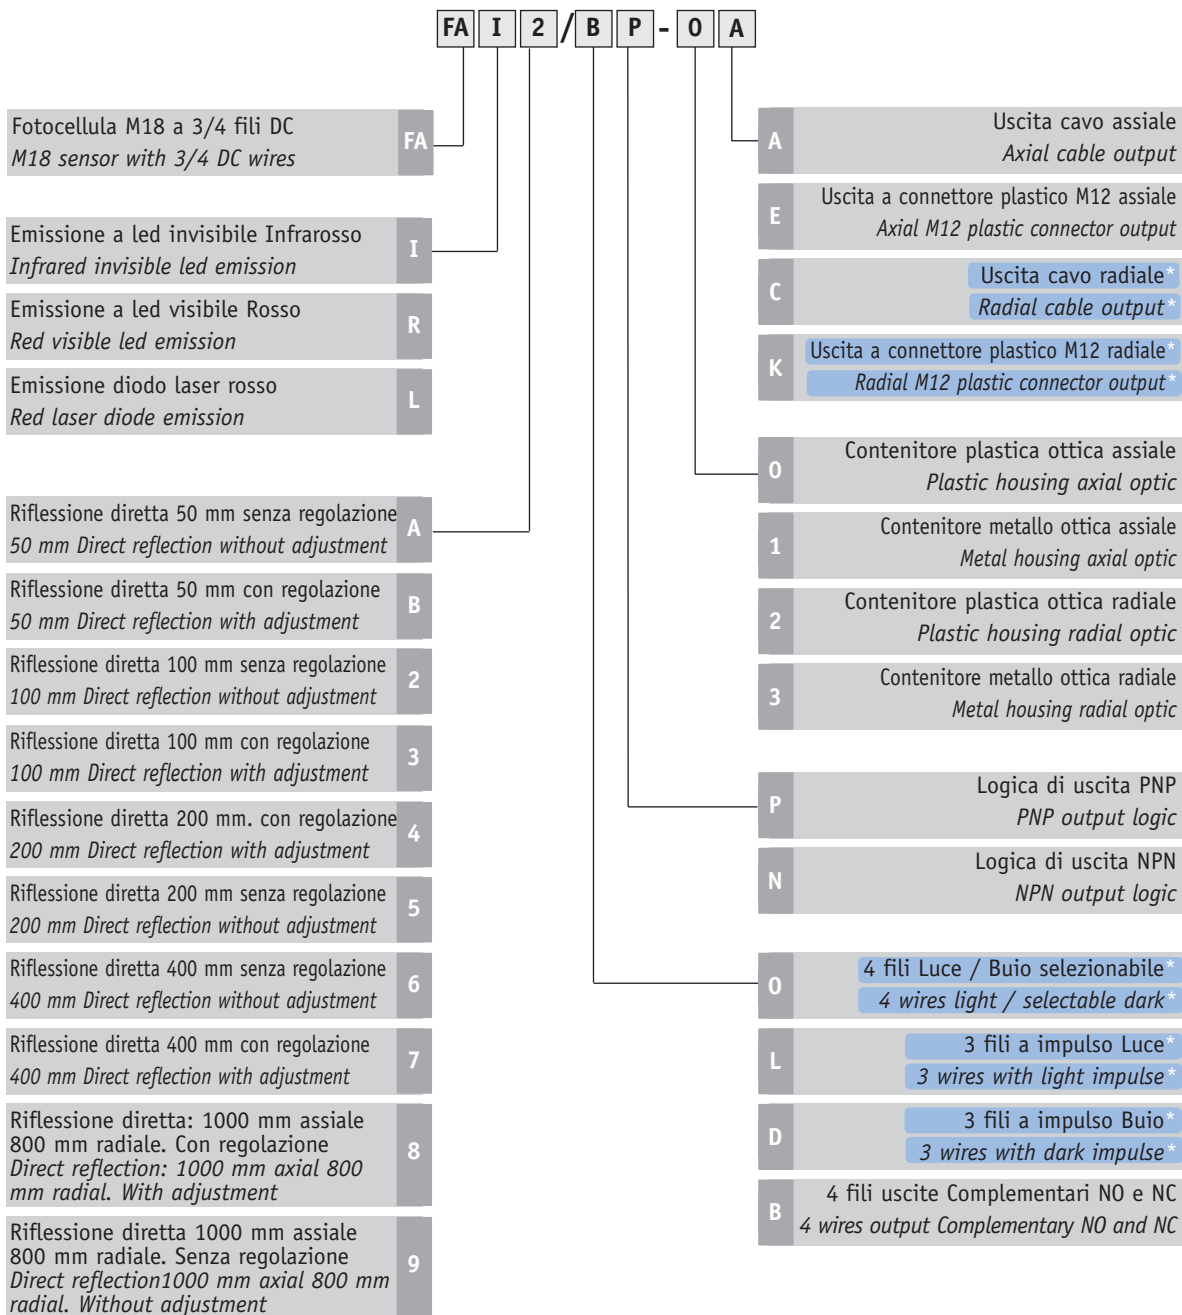 FA I 2 / B P - 0 A
Fotocellula M18 a 3/4 fili DC
M18 sensor with 3/4 DC wires
FA
Emissione a led invisibile Infrarosso
Infrared invisible led emission
I
Emissione a led visibile Rosso
Red visible led emission
R
Emissione diodo laser rosso
Red laser diode emission
L
Riflessione diretta 50 mm senza regolazione
50 mm Direct reflection without adjustment
A
Riflessione diretta 50 mm con regolazione
50 mm Direct reflection with adjustment
B
Riflessione diretta 100 mm senza regolazione
100 mm Direct reflection without adjustment
2
Riflessione diretta 100 mm con regolazione
100 mm Direct reflection with adjustment
3
Riflessione diretta 200 mm. con regolazione
200 mm Direct reflection with adjustment
4
Riflessione diretta 200 mm senza regolazione
200 mm Direct reflection without adjustment
5
Riflessione diretta 400 mm senza regolazione
400 mm Direct reflection without adjustment
6
Riflessione diretta 400 mm con regolazione
400 mm Direct reflection with adjustment
7
Riflessione diretta: 1000 mm assiale
800 mm radiale. Con regolazione
Direct reflection: 1000 mm axial 800
mm radial. With adjustment
8
Riflessione diretta 1000 mm assiale
800 mm radiale. Senza regolazione
Direct reflection1000 mm axial 800 mm
radial. Without adjustment
9
A
Uscita cavo assiale
Axial cable output
E
Uscita a connettore plastico M12 assiale
Axial M12 plastic connector output
C
Uscita cavo radiale*
Radial cable output*
K
Uscita a connettore plastico M12 radiale*
Radial M12 plastic connector output*
0
Contenitore plastica ottica assiale
Plastic housing axial optic
1
Contenitore metallo ottica assiale
Metal housing axial optic
2
Contenitore plastica ottica radiale
Plastic housing radial optic
3
Contenitore metallo ottica radiale
Metal housing radial optic
P
Logica di uscita PNP
PNP output logic
N
Logica di uscita NPN
NPN output logic
0
4 fili Luce / Buio selezionabile*
4 wires light / selectable dark*
L
3 fili a impulso Luce*
3 wires with light impulse*
D
3 fili a impulso Buio*
3 wires with dark impulse*
B
4 fili uscite Complementari NO e NC
4 wires output Complementary NO and NC